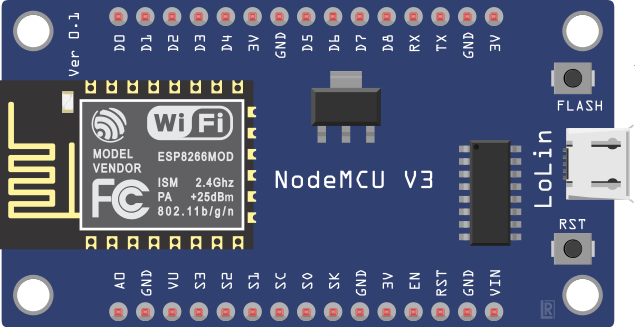 Ver 0.1
D0 D1 D2 D3 D4 3V GND D5 D6 D7 D8 RX TX GND 3V
FLASH
WiFi
MODEL
VENDOR
ESP8266MOD
FC
ISM 2.4Ghz
PA +25dBm
802.11b/g/n
NodeMCU V3
LoLin
RST
A0 GND VU S3 S2 S1 SC S0 SK GND 3V EN RST GND VIN
R